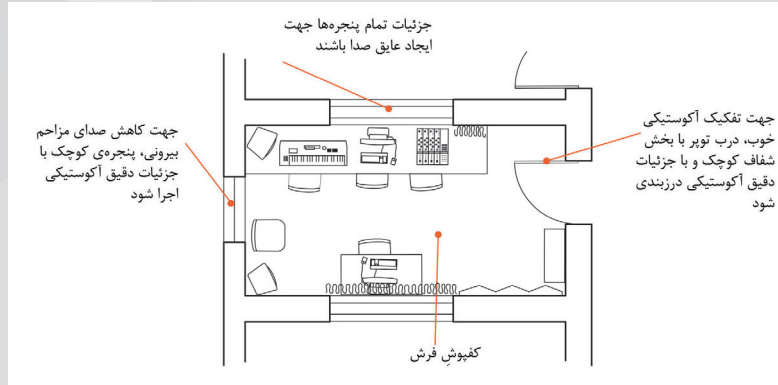 جزئیات تمام پنجره‌ها جهت
ایجاد عایق صدا باشند
جهت تفکیک آکوستیکی
خوب، درب توپر با بخش
شفاف کوچک و با جزئیات
دقیق آکوستیکی درزبندی
شود
جهت کاهش صدای مزاحم
بیرونی، پنجره‌ی کوچک با
جزئیات دقیق آکوستیکی
اجرا شود
کفپوشِ فرش